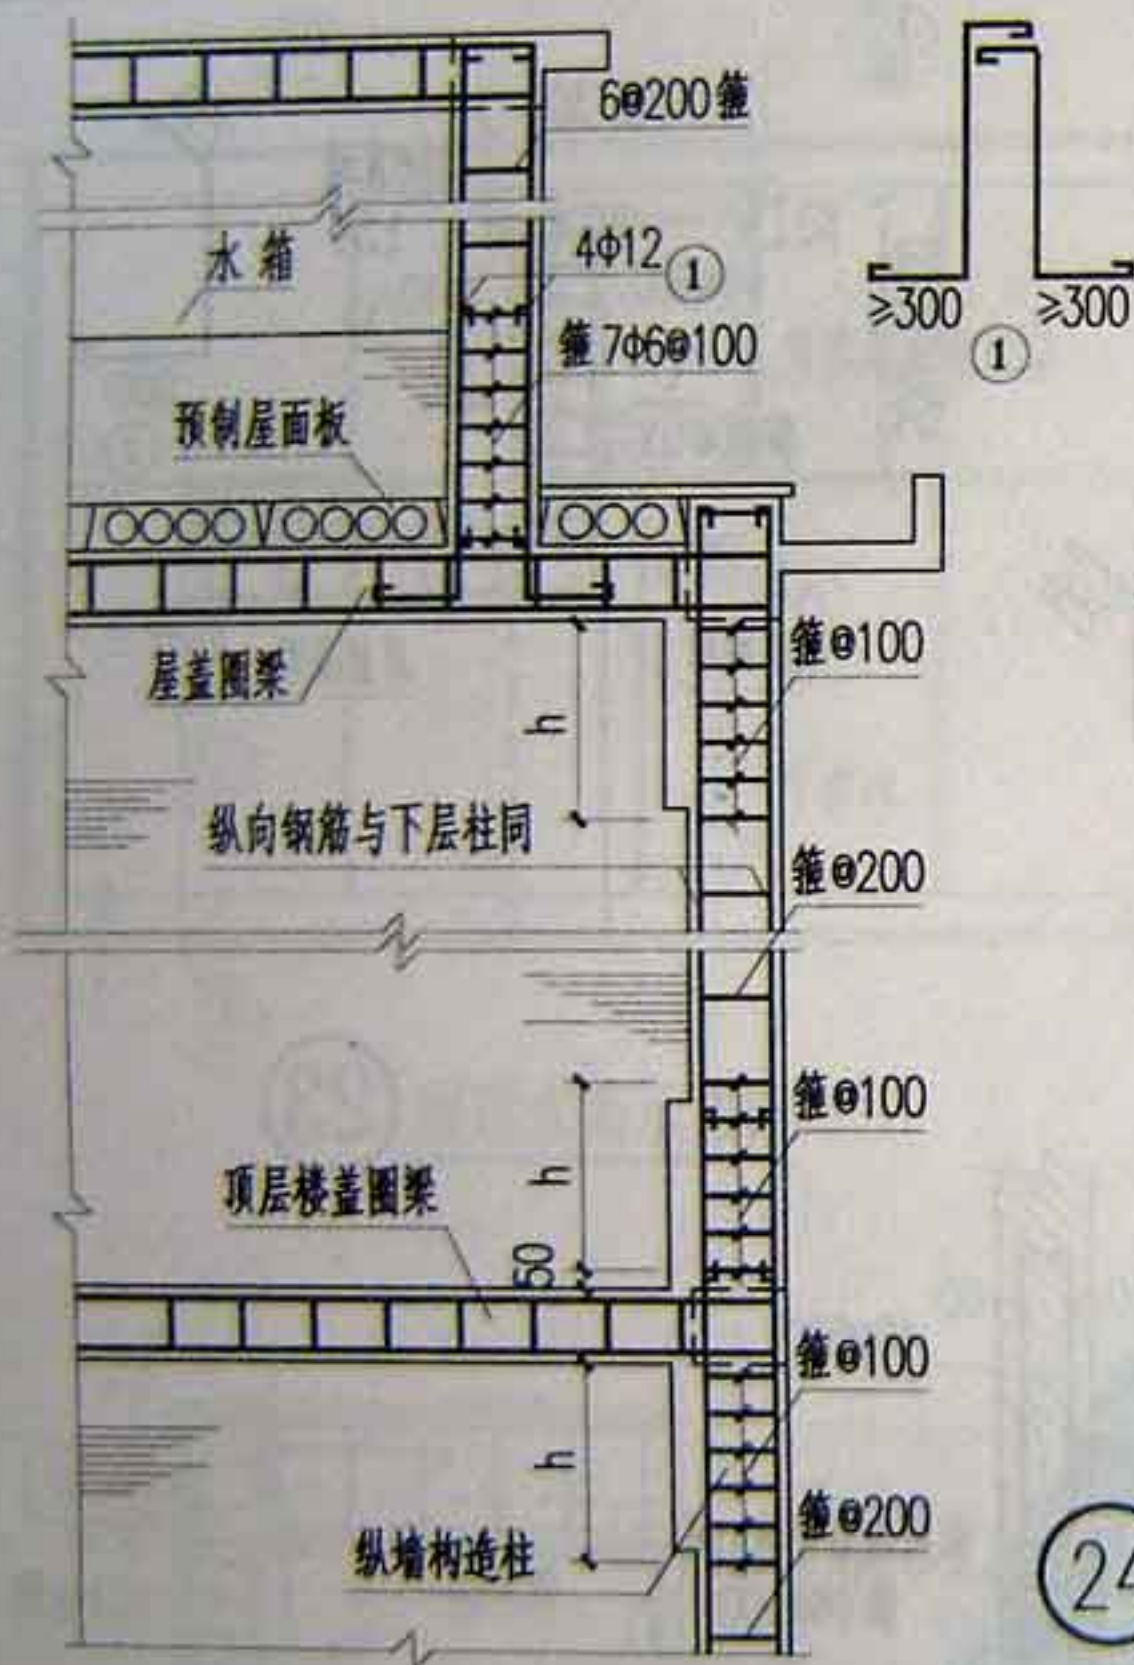 6@200箍
水箱
4Φ12 ①
≥300 ≥300
①
箍7Φ6@100
预制屋面板
箍@100
屋盖圈梁
h
纵向钢筋与下层柱同
箍@200
箍@100
h
顶层楼盖圈梁
50
箍@100
h
箍@200
纵墙构造柱
24